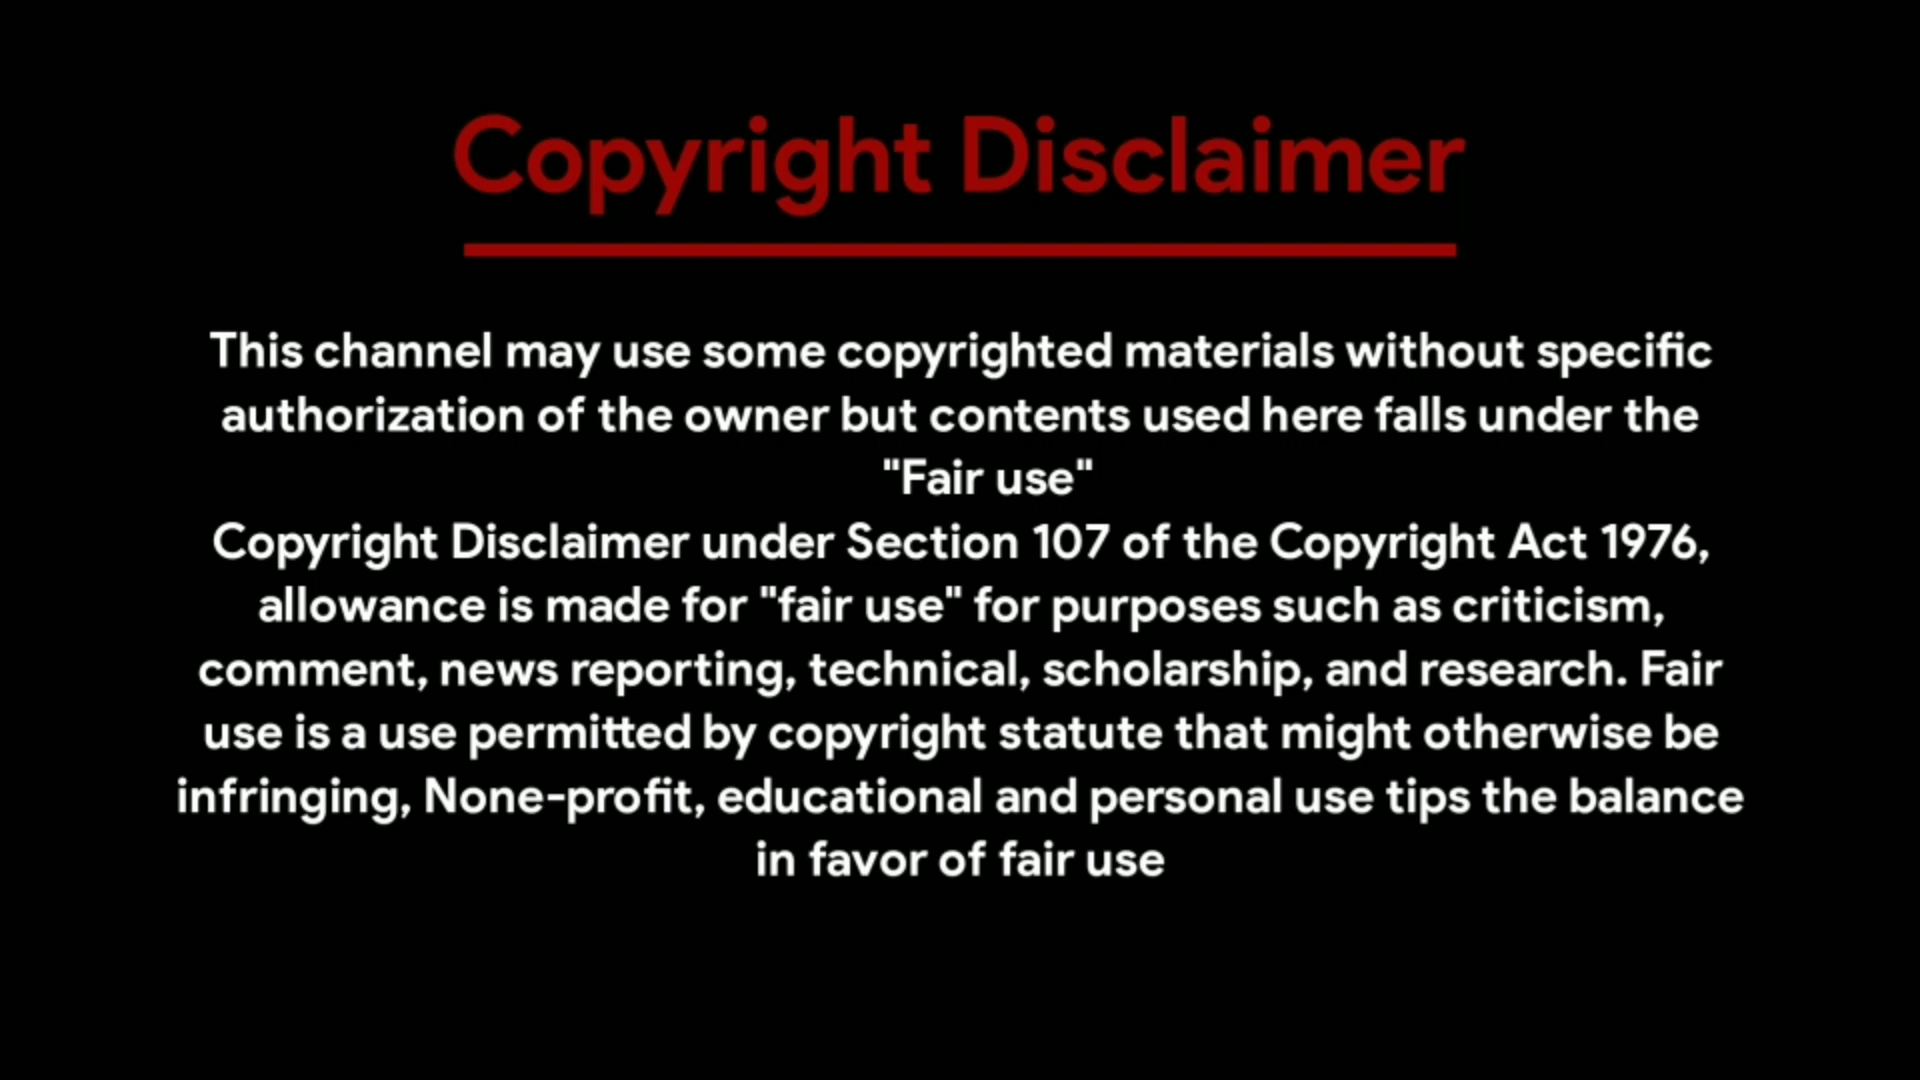 Copyright Disclaimer
This channel may use some copyrighted materials without specific
authorization of the owner but contents used here falls under the
"Fair use"
Copyright Disclaimer under Section 107 of the Copyright Act 1976,
allowance is made for "fair use" for purposes such as criticism,
comment, news reporting, technical, scholarship, and research. Fair
use is a use permitted by copyright statute that might otherwise be
infringing, None-profit, educational and personal use tips the balance
in favor of fair use